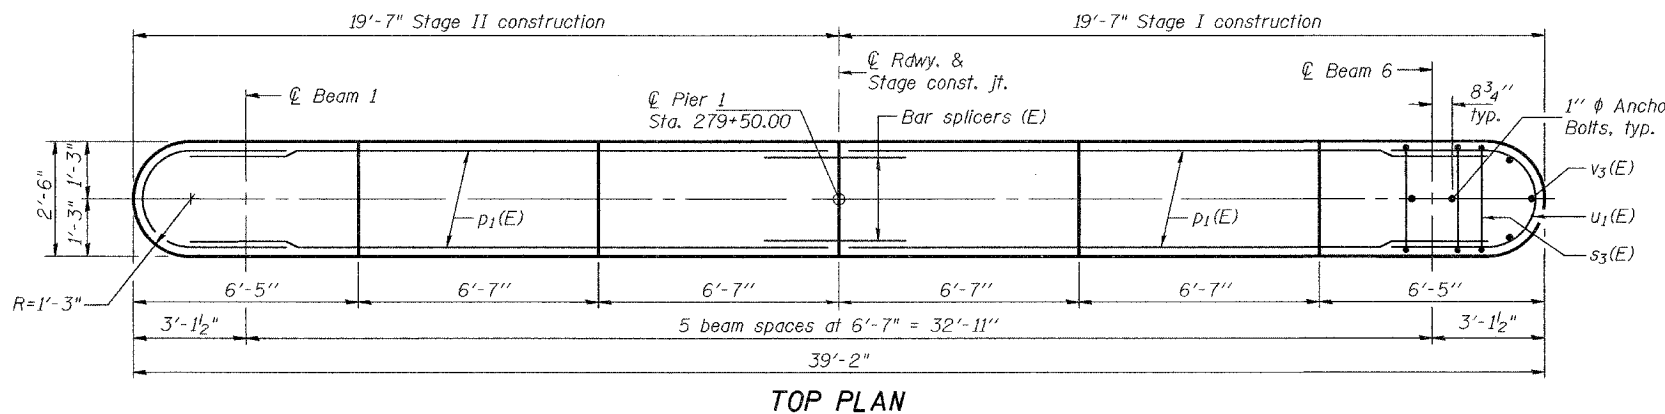 19'-7" Stage II construction
19'-7" Stage I construction
℄ Rdwy. &
Stage const. jt.
℄ Beam 6
℄ Beam 1
℄ Pier 1
Sta. 279+50.00
Bar splicers (E)
8¾"
typ.
1" ϕ Ancho
Bolts, typ.
2'-6"
1'-3"
1'-3"
p1(E)
p1(E)
v3(E)
u1(E)
s3(E)
R=1'-3"
6'-5"
6'-7"
6'-7"
6'-7"
6'-7"
6'-5"
3'-1½"
5 beam spaces at 6'-7" = 32'-11"
3'-1½"
39'-2"
TOP PLAN